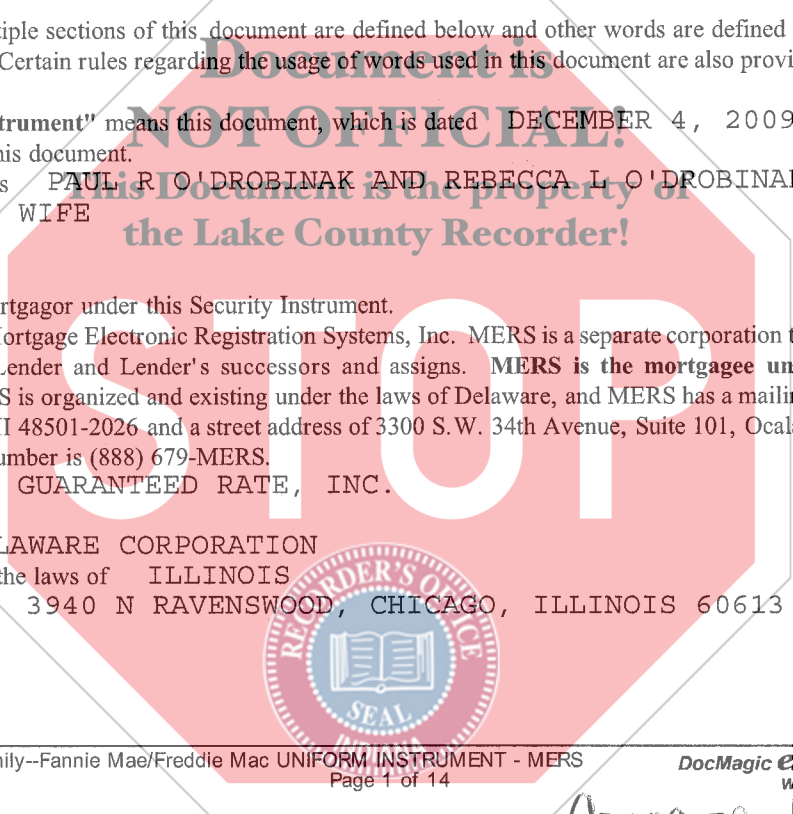 tiple sections of this document are defined below and other words are defined
Certain rules regarding the usage of words used in this document are also provi
Document is
NOT OFFICIAL!
This Document is the property of
the Lake County Recorder!
trument" means this document, which is dated DECEMBER 4, 2009
his document.
s PAUL R O'DROBINAK AND REBECCA L O'DROBINAK
WIFE
STOP
rtgagor under this Security Instrument.
Mortgage Electronic Registration Systems, Inc. MERS is a separate corporation t
Lender and Lender's successors and assigns. MERS is the mortgagee un
S is organized and existing under the laws of Delaware, and MERS has a mailin
I 48501-2026 and a street address of 3300 S.W. 34th Avenue, Suite 101, Ocal
umber is (888) 679-MERS.
GUARANTEED RATE, INC.
LAWARE CORPORATION
the laws of ILLINOIS
3940 N RAVENSWOOD, CHICAGO, ILLINOIS 60613
RECORDER'S OFFICE
SEAL
INDIANA
mily--Fannie Mae/Freddie Mac UNIFORM INSTRUMENT - MERS
Page 1 of 14
DocMagic
w